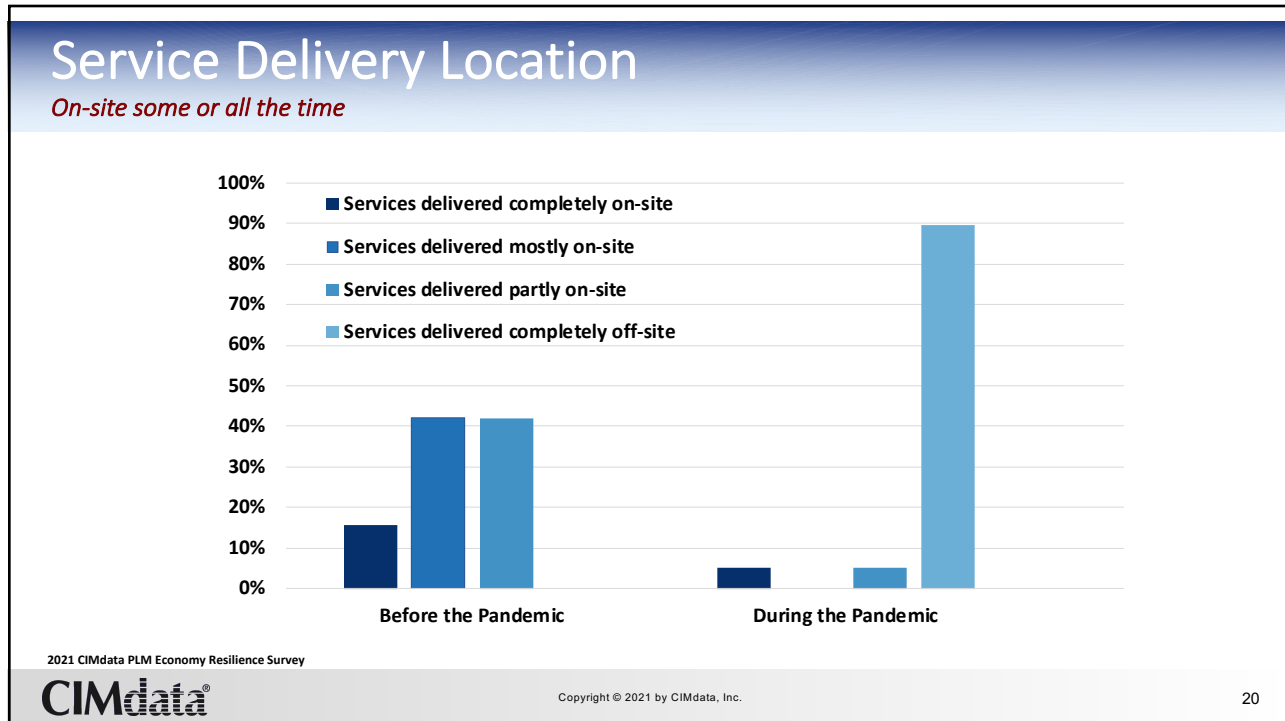 Service Delivery Location
On-site some or all the time
100%
90%
80%
70%
60%
50%
40%
30%
20%
10%
0%
Services delivered completely on-site
Services delivered mostly on-site
Services delivered partly on-site
Services delivered completely off-site
Before the Pandemic
During the Pandemic
2021 CIMdata PLM Economy Resilience Survey
CIMdata®
Copyright © 2021 by CIMdata, Inc.
20